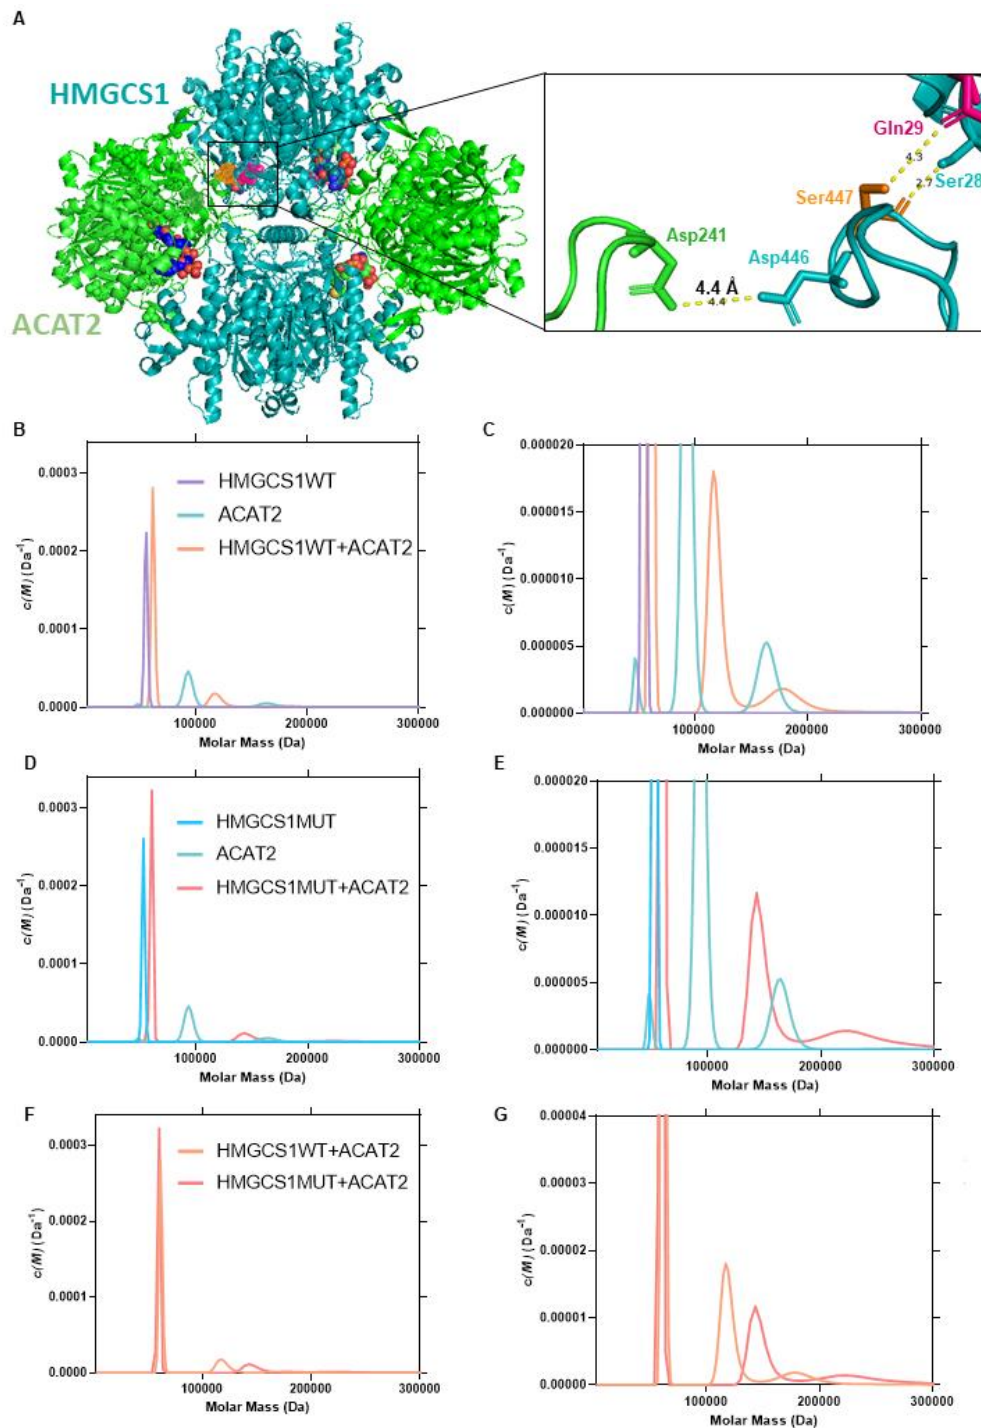 A
HMGCS1
ACAT2
Gln29
4.3
Ser447
2.7
Ser28
Asp241
Asp446
4.4 Å
4.4
B
0.0003
0.0002
0.0001
0.0000
c(M) (Da-1)
HMGCS1WT
ACAT2
HMGCS1WT+ACAT2
100000 200000 300000
Molar Mass (Da)
C
0.000020
0.000015
0.000010
0.000005
0.000000
c(M) (Da-1)
100000 200000 300000
Molar Mass (Da)
D
0.0003
0.0002
0.0001
0.0000
c(M) (Da-1)
HMGCS1MUT
ACAT2
HMGCS1MUT+ACAT2
100000 200000 300000
Molar Mass (Da)
E
0.000020
0.000015
0.000010
0.000005
0.000000
c(M) (Da-1)
100000 200000 300000
Molar Mass (Da)
F
0.0003
0.0002
0.0001
0.0000
c(M) (Da-1)
HMGCS1WT+ACAT2
HMGCS1MUT+ACAT2
100000 200000 300000
Molar Mass (Da)
G
0.00004
0.00003
0.00002
0.00001
0.00000
c(M) (Da-1)
100000 200000 300000
Molar Mass (Da)